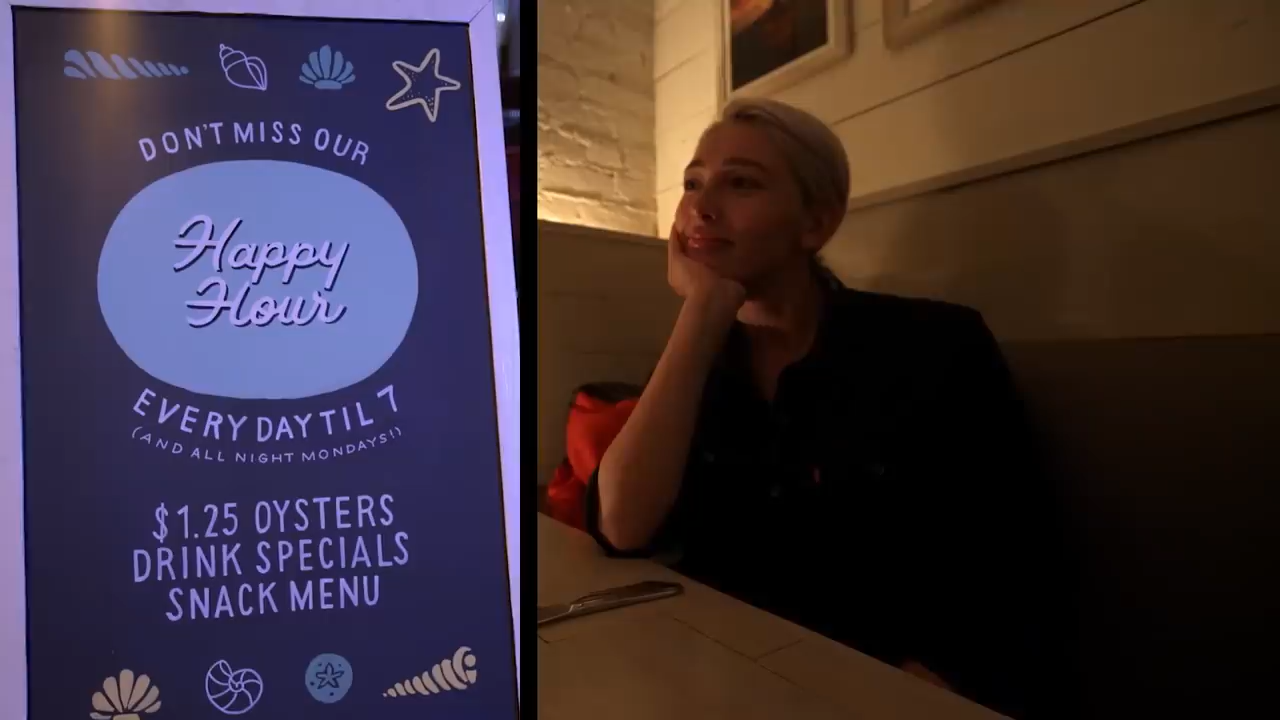 DON'T MISS OUR
Happy
Hour
EVERY DAY TIL 7
(AND ALL NIGHT MONDAYS!)
$1.25 OYSTERS
DRINK SPECIALS
SNACK MENU